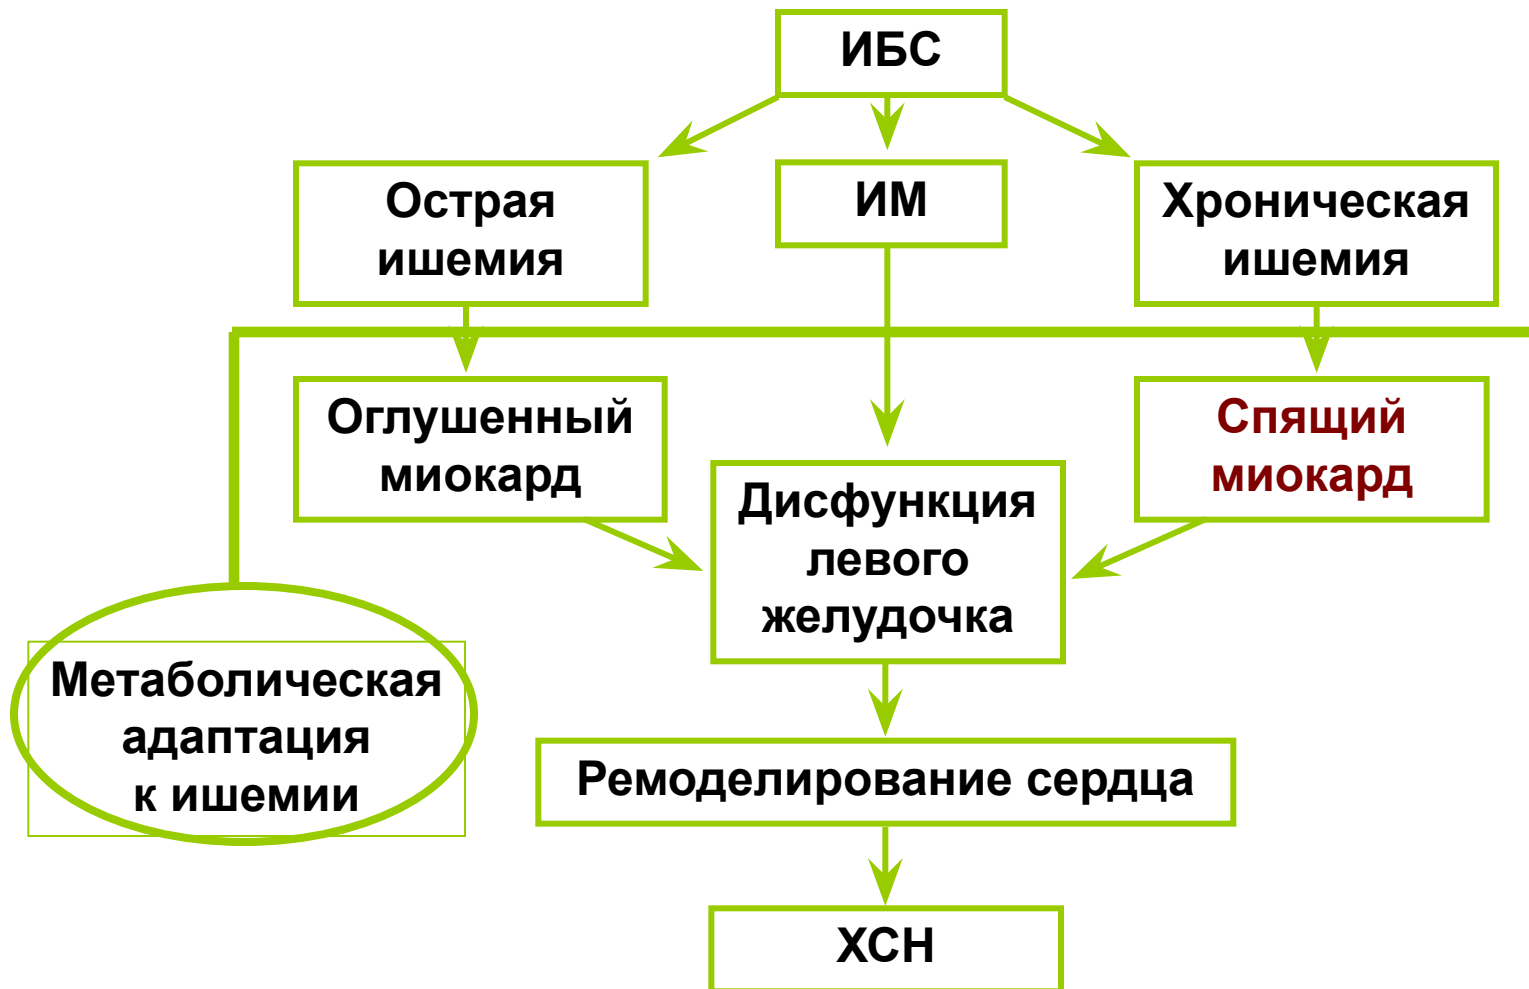 ИБС
Острая
ишемия
ИМ
Хроническая
ишемия
Оглушенный
миокард
Спящий
миокард
Дисфункция
левого
желудочка
Метаболическая
адаптация
к ишемии
Ремоделирование сердца
ХСН